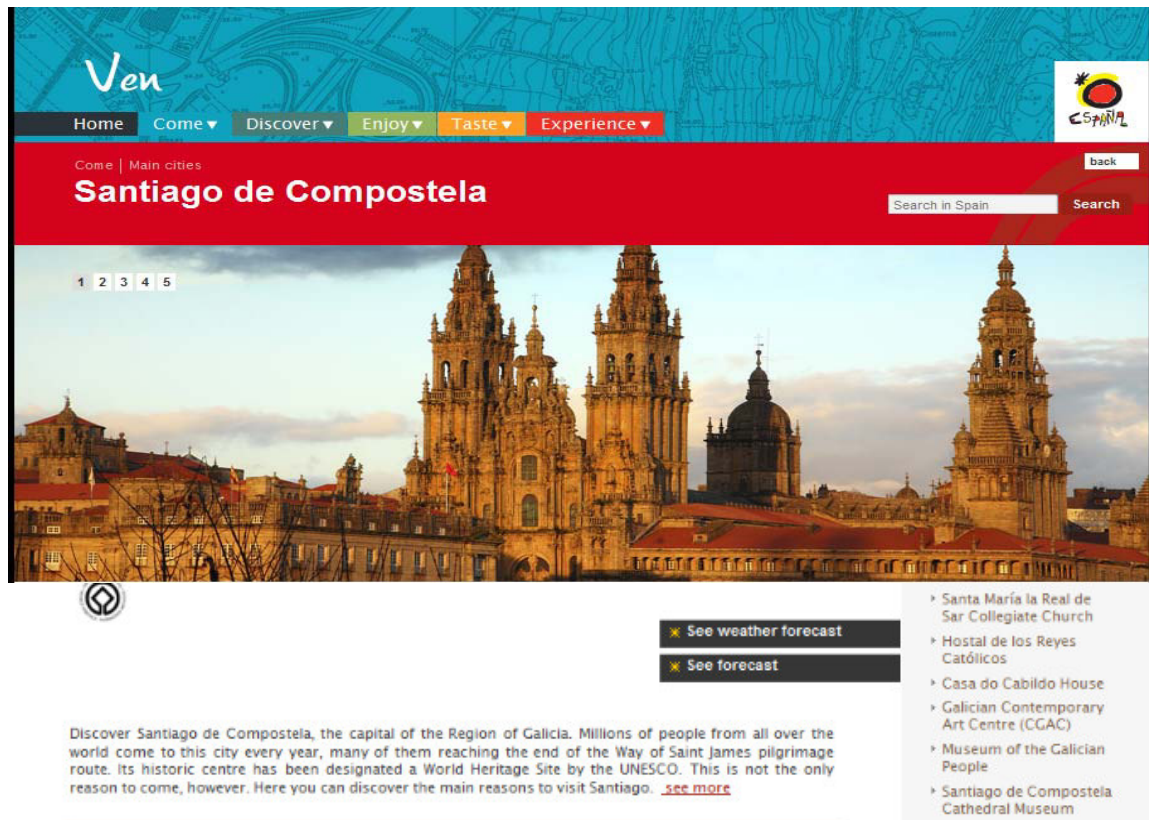 Ven
Home Come Discover Enjoy Taste Experience
ESPAÑA
Come | Main cities
back
Santiago de Compostela
Search in Spain Search
1 2 3 4 5
See weather forecast
See forecast
Discover Santiago de Compostela, the capital of the Region of Galicia. Millions of people from all over the
world come to this city every year, many of them reaching the end of the Way of Saint James pilgrimage
route. Its historic centre has been designated a World Heritage Site by the UNESCO. This is not the only
reason to come, however. Here you can discover the main reasons to visit Santiago. see more
Santa María la Real de
Sar Collegiate Church
Hostal de los Reyes
Católicos
Casa do Cabildo House
Galician Contemporary
Art Centre (CGAC)
Museum of the Galician
People
Santiago de Compostela
Cathedral Museum